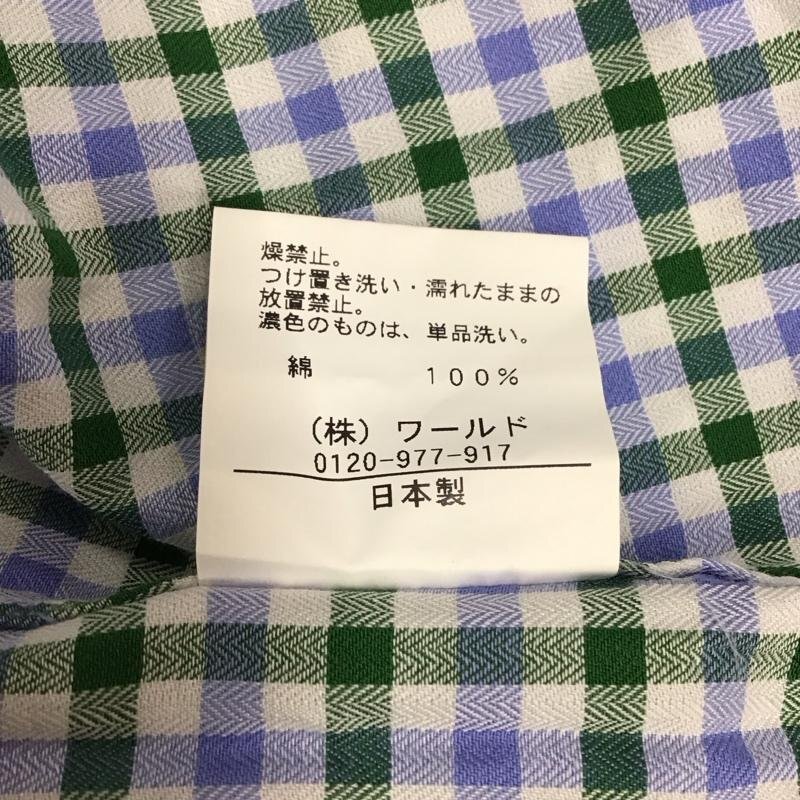 燥禁止。
つけ置き洗い・濡れたままの
放置禁止。
濃色のものは、単品洗い。
綿 100%
(株) ワールド
0120-977-917
日本製